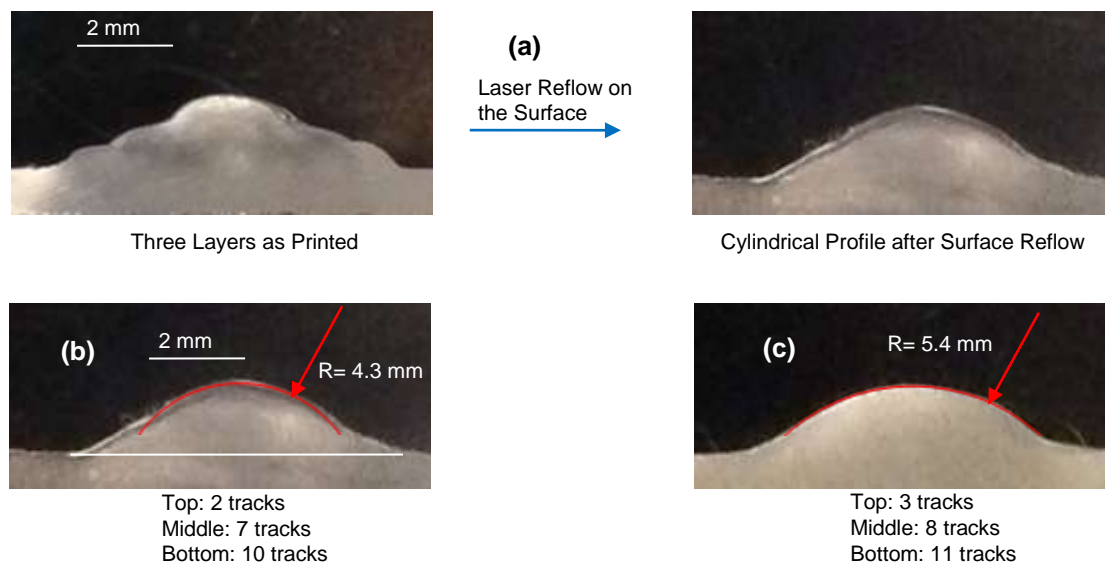 2 mm
(a)
Laser Reflow on
the Surface
Three Layers as Printed
Cylindrical Profile after Surface Reflow
(b)
2 mm
R= 4.3 mm
(c)
R= 5.4 mm
Top: 2 tracks
Middle: 7 tracks
Bottom: 10 tracks
Top: 3 tracks
Middle: 8 tracks
Bottom: 11 tracks